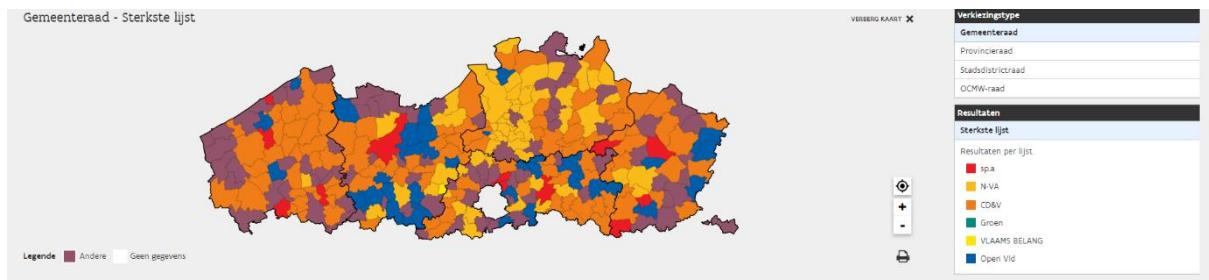 Gemeenteraad - Sterkste lijst
VERBERG KAART ✕
Legende Andere Geen gegevens
+
-
Verkiezingstype
Gemeenteraad
Provincieraad
Stadsdistrictraad
OCMW-raad
Resultaten
Sterkste lijst
Resultaten per lijst
sp.a
N-VA
CD&V
Groen
VLAAMS BELANG
Open Vld